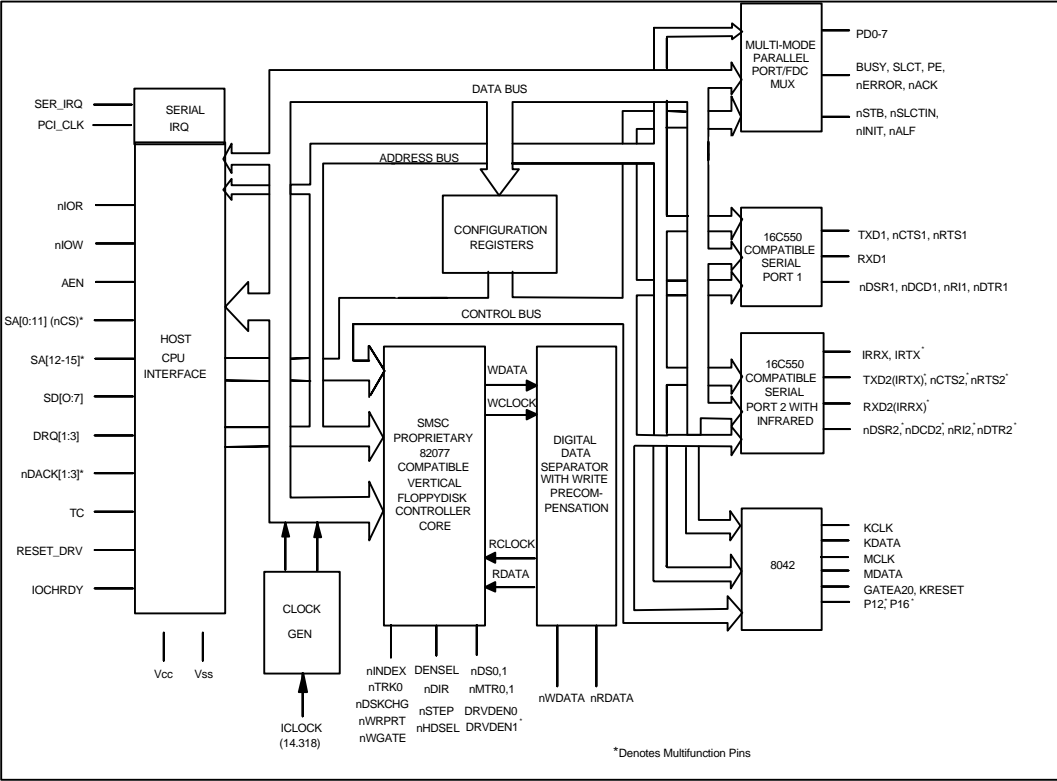 SER_IRQ
PCI_CLK
SERIAL
IRQ
nIOR
nIOW
AEN
SA[0:11] (nCS)*
SA[12-15]*
SD[O:7]
DRQ[1:3]
nDACK[1:3]*
TC
RESET_DRV
IOCHRDY
HOST
CPU
INTERFACE
Vcc
Vss
DATA BUS
ADDRESS BUS
CONFIGURATION
REGISTERS
CONTROL BUS
CLOCK
GEN
ICLOCK
(14.318)
SMSC
PROPRIETARY
82077
COMPATIBLE
VERTICAL
FLOPPYDISK
CONTROLLER
CORE
WDATA
WCLOCK
RCLOCK
RDATA
DIGITAL
DATA
SEPARATOR
WITH WRITE
PRECOM-
PENSATION
nINDEX
nTRK0
nDSKCHG
nWRPRT
nWGATE
DENSEL
nDIR
nSTEP
nHDSEL
nDS0,1
nMTR0,1
DRVDEN0
DRVDEN1*
nWDATA
nRDATA
MULTI-MODE
PARALLEL
PORT/FDC
MUX
PD0-7
BUSY, SLCT, PE,
nERROR, nACK
nSTB, nSLCTIN,
nINIT, nALF
16C550
COMPATIBLE
SERIAL
PORT 1
TXD1, nCTS1, nRTS1
RXD1
nDSR1, nDCD1, nRI1, nDTR1
16C550
COMPATIBLE
SERIAL
PORT 2 WITH
INFRARED
IRRX, IRTX*
TXD2(IRTX)*, nCTS2,* nRTS2*
RXD2(IRRX)*
nDSR2,* nDCD2,* nRI2,* nDTR2*
8042
KCLK
KDATA
MCLK
MDATA
GATEA20, KRESET
P12,* P16*
*Denotes Multifunction Pins